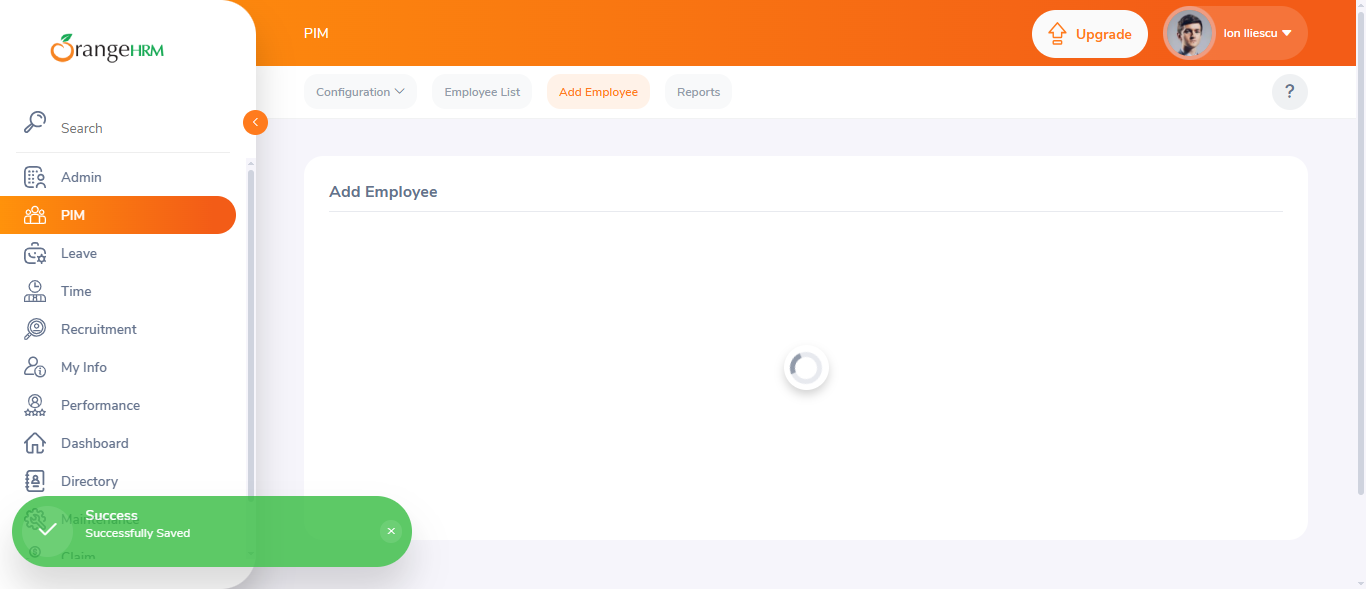 OrangeHRM
PIM
Upgrade
Ion Iliescu
Configuration
Employee List
Add Employee
Reports
?
Search
Admin
PIM
Leave
Time
Recruitment
My Info
Performance
Dashboard
Directory
Maintenance
Claim
Add Employee
Success
Successfully Saved